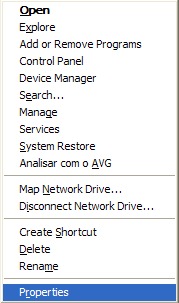 Open
Explore
Add or Remove Programs
Control Panel
Device Manager
Search...
Manage
Services
System Restore
Analisar com o AVG
Map Network Drive...
Disconnect Network Drive...
Create Shortcut
Delete
Rename
Properties